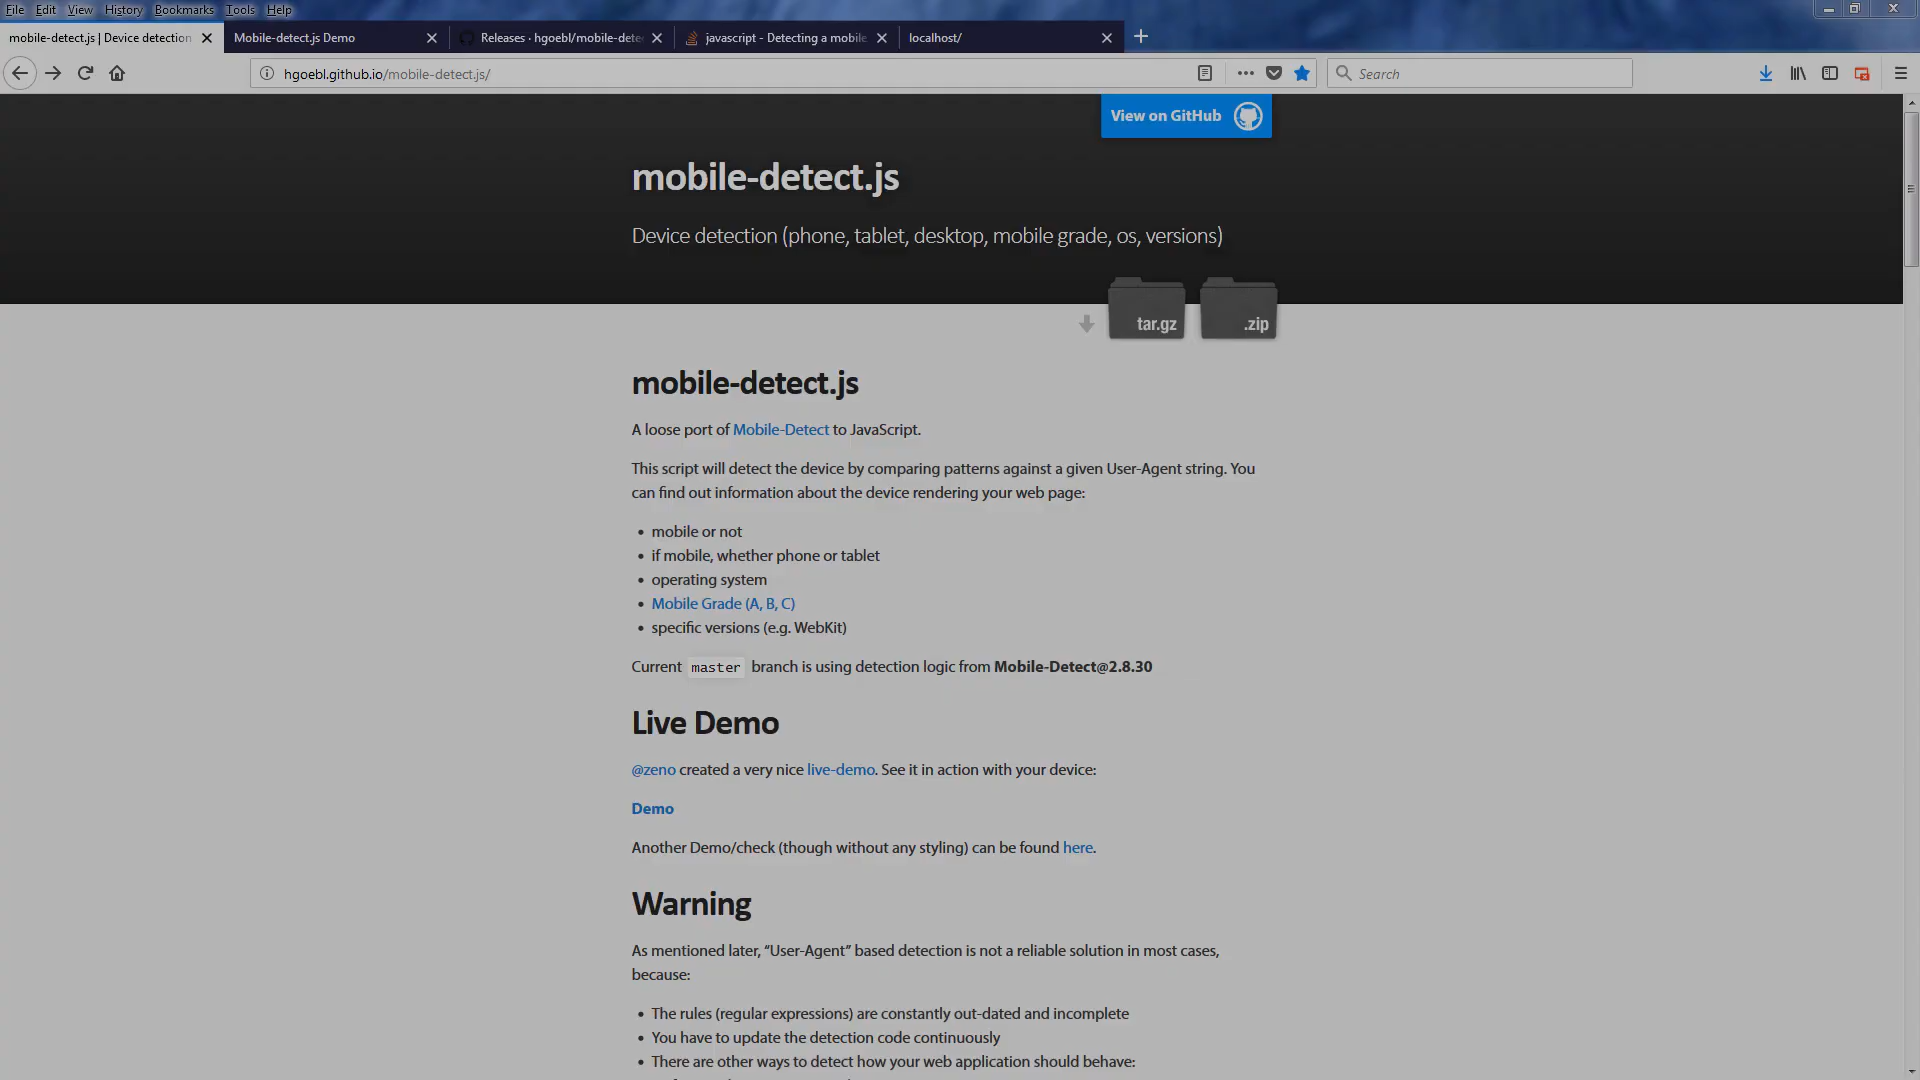 File Edit View History Bookmarks Tools Help
mobile-detect.js | Device detection
Mobile-detect.js Demo
Releases · hgoebl/mobile-dete
javascript - Detecting a mobile
localhost/
hgoebl.github.io/mobile-detect.js/
Search
View on GitHub
mobile-detect.js
Device detection (phone, tablet, desktop, mobile grade, os, versions)
tar.gz
.zip
mobile-detect.js
A loose port of Mobile-Detect to JavaScript.
This script will detect the device by comparing patterns against a given User-Agent string. You
can find out information about the device rendering your web page:
• mobile or not
• if mobile, whether phone or tablet
• operating system
• Mobile Grade (A, B, C)
• specific versions (e.g. WebKit)
Current master branch is using detection logic from Mobile-Detect@2.8.30
Live Demo
@zeno created a very nice live-demo. See it in action with your device:
Demo
Another Demo/check (though without any styling) can be found here.
Warning
As mentioned later, “User-Agent” based detection is not a reliable solution in most cases,
because:
• The rules (regular expressions) are constantly out-dated and incomplete
• You have to update the detection code continuously
• There are other ways to detect how your web application should behave: